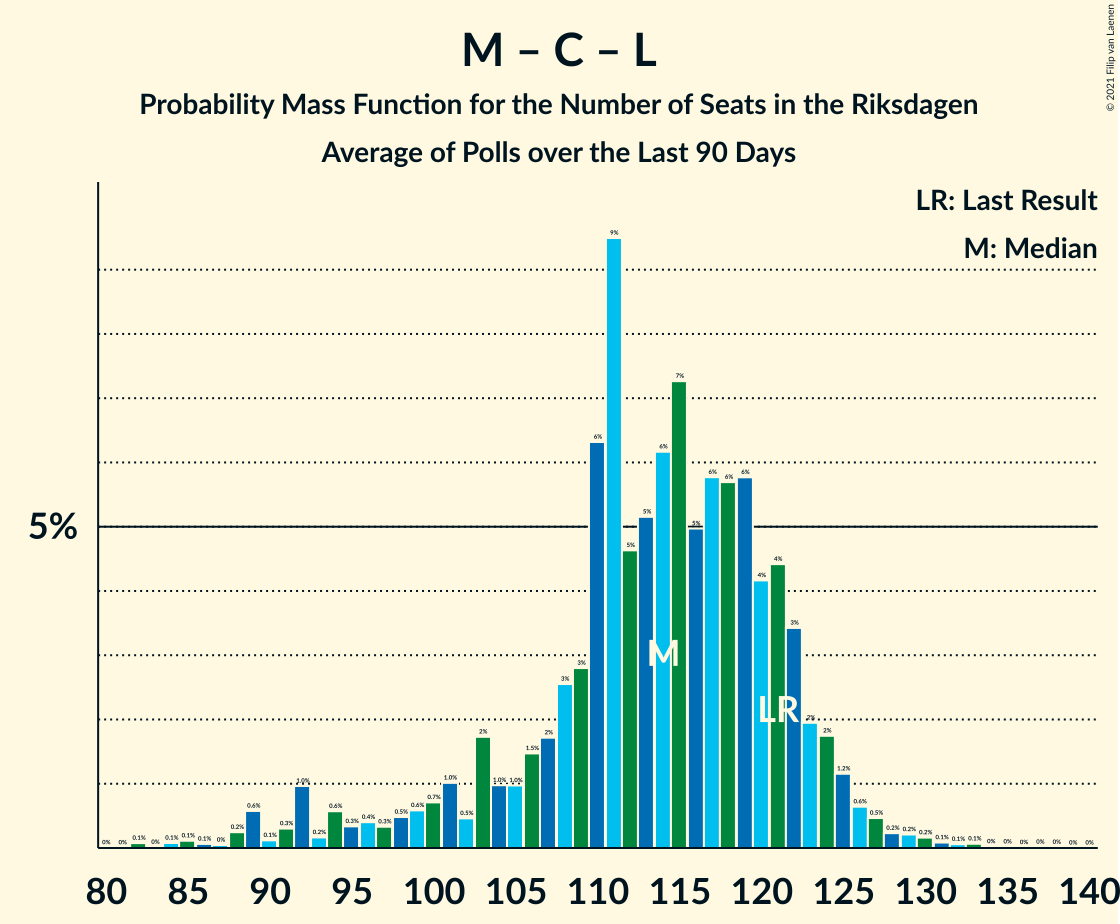 M – C – L
Probability Mass Function for the Number of Seats in the Riksdagen
Average of Polls over the Last 90 Days
© 2021 Filip van Laenen
LR: Last Result
M: Median
5%
0% 0% 0.1% 0% 0.1% 0.1% 0.1% 0% 0.2% 0.6% 0.1% 0.3% 1.0% 0.2% 0.6% 0.3% 0.4% 0.3% 0.5% 0.6% 0.7% 1.0% 0.5% 2% 1.0% 1.0% 1.5% 2% 3% 3% 6% 9% 5% 5% 6% 7% 5% 6% 6% 6% 4% 4% 3% 2% 2% 1.2% 0.6% 0.5% 0.2% 0.2% 0.2% 0.1% 0.1% 0.1% 0% 0% 0% 0% 0% 0% 0%
M
LR
80 85 90 95 100 105 110 115 120 125 130 135 140